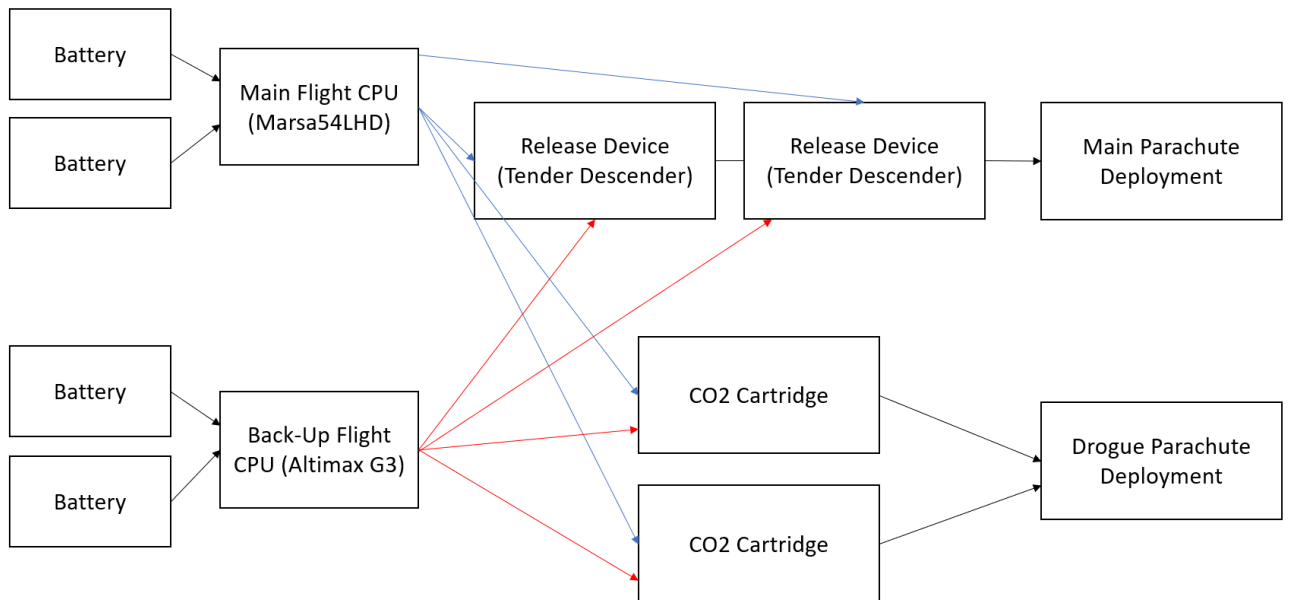 Battery
Battery
Main Flight CPU
(Marsa54LHD)
Release Device
(Tender Descender)
Release Device
(Tender Descender)
Main Parachute
Deployment
Battery
Battery
Back-Up Flight
CPU (Altimax G3)
CO2 Cartridge
CO2 Cartridge
Drogue Parachute
Deployment